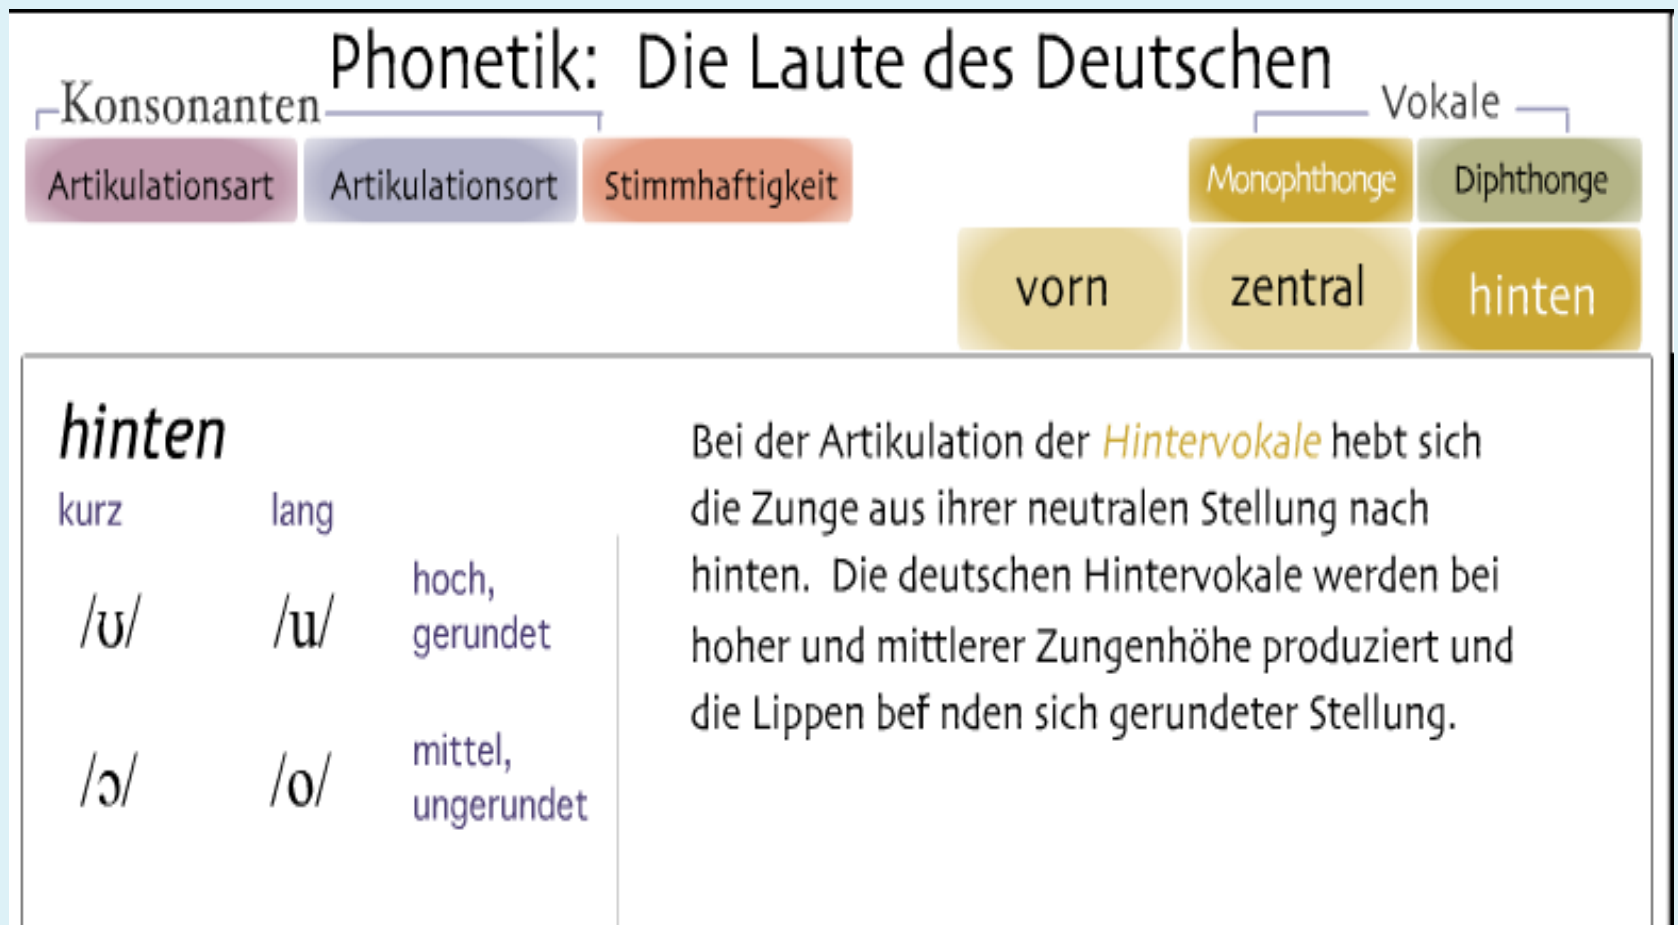 Phonetik: Die Laute des Deutschen
Konsonanten
Vokale
Artikulationsart Artikulationsort Stimmhaftigkeit
Monophthonge Diphthonge
vorn zentral hinten
hinten
kurz lang
/ʊ/ /u/ hoch,
gerundet
/ɔ/ /o/ mittel,
ungerundet
Bei der Artikulation der Hintervokale hebt sich
die Zunge aus ihrer neutralen Stellung nach
hinten. Die deutschen Hintervokale werden bei
hoher und mittlerer Zungenhöhe produziert und
die Lippen bef nden sich gerundeter Stellung.